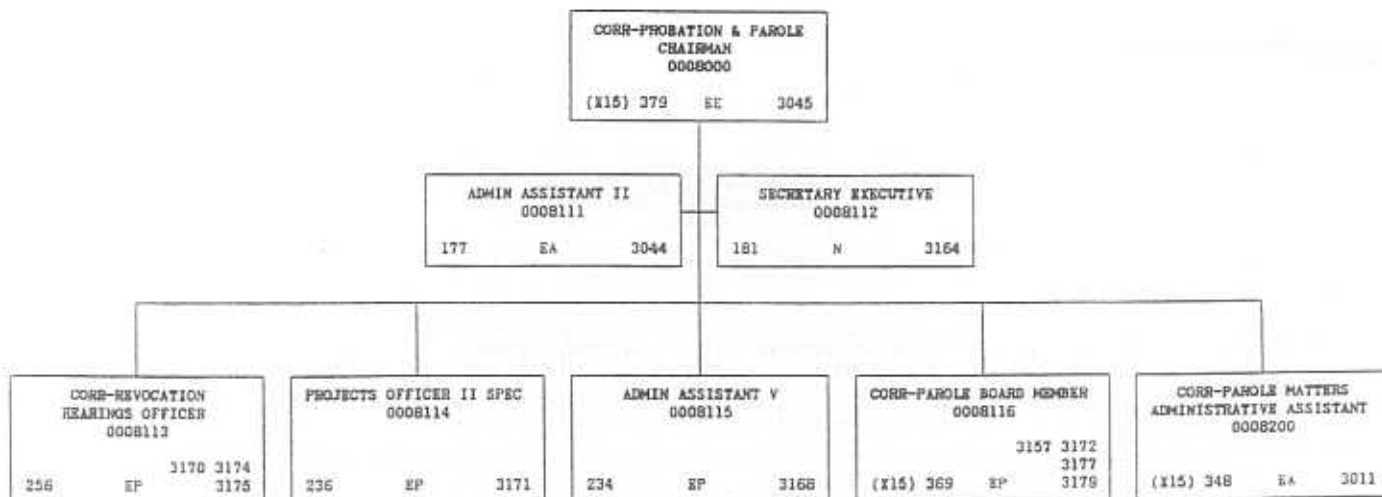 CORR-PROBATION & PAROLE
CHAIRMAN
0008000
(X15) 379 EE 3045
ADMIN ASSISTANT II
0008111
177 EA 3044
SECRETARY EXECUTIVE
0008112
181 N 3164
CORR-REVOCATION
HEARINGS OFFICER
0008113
3170 3174
256 EP 3175
PROJECTS OFFICER II SPEC
0008114
236 EP 3171
ADMIN ASSISTANT V
0008115
234 EP 3168
CORR-PAROLE BOARD MEMBER
0008116
3157 3172
3177
(X15) 369 EP 3179
CORR-PAROLE MATTERS
ADMINISTRATIVE ASSISTANT
0008200
(X15) 348 EA 3011